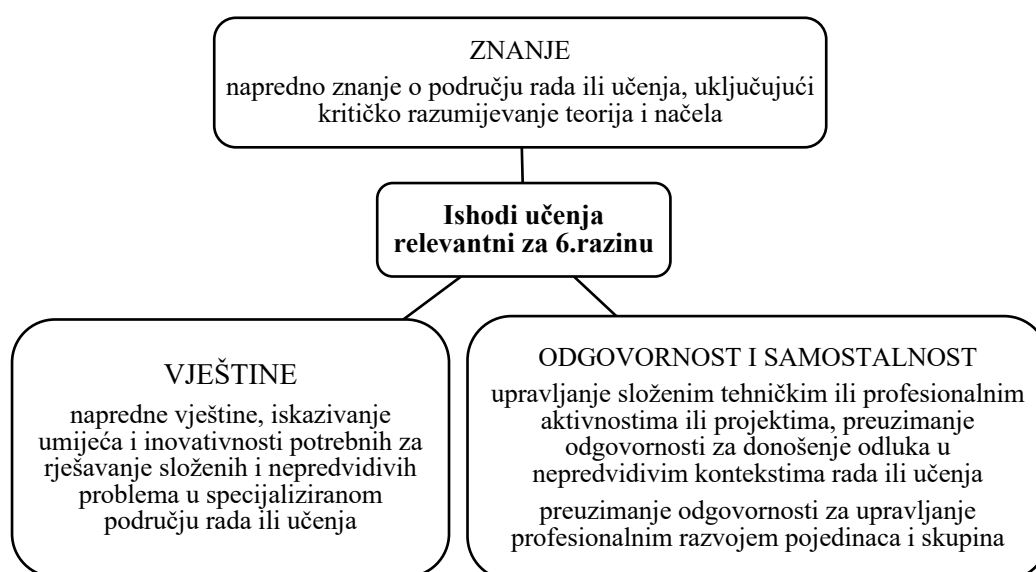 ZNANJE
napredno znanje o području rada ili učenja, uključujući
kritičko razumijevanje teorija i načela
Ishodi učenja
relevantni za 6.razinu
VJEŠTINE
napredne vještine, iskazivanje
umijeća i inovativnosti potrebnih za
rješavanje složenih i nepredvidivih
problema u specijaliziranom
području rada ili učenja
ODGOVORNOST I SAMOSTALNOST
upravljanje složenim tehničkim ili profesionalnim
aktivnostima ili projektima, preuzimanje
odgovornosti za donošenje odluka u
nepredvidivim kontekstima rada ili učenja
preuzimanje odgovornosti za upravljanje
profesionalnim razvojem pojedinaca i skupina